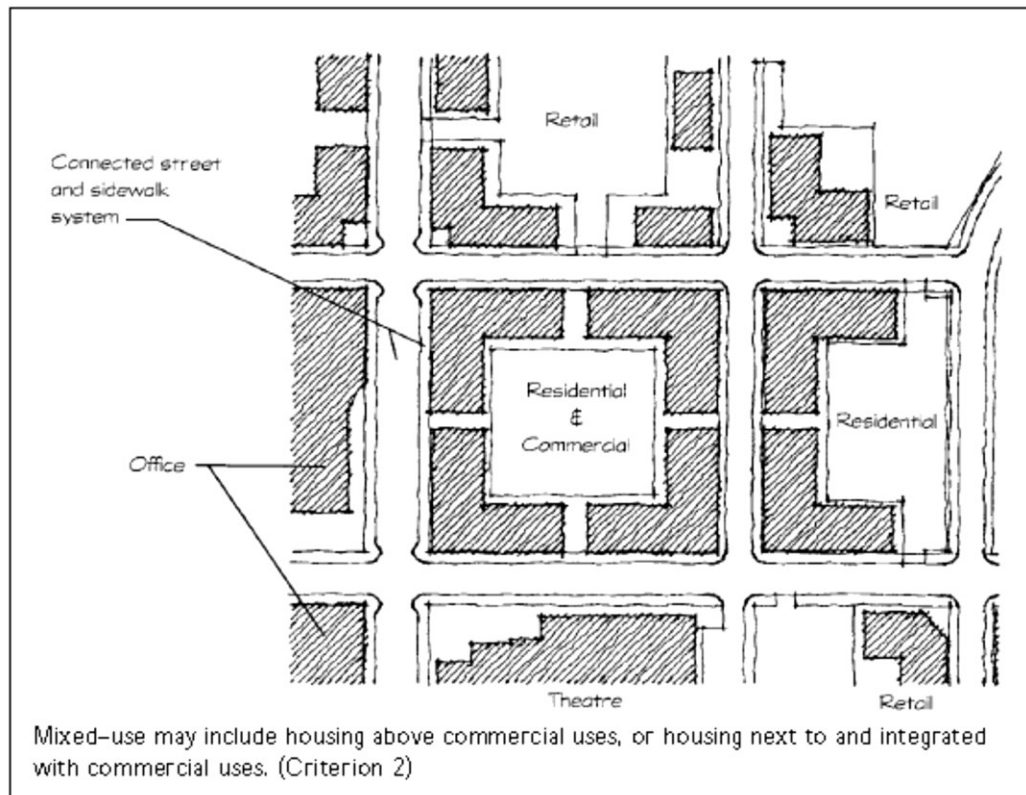 Retail
Connected street
and sidewalk
system
Retail
Residential
&
Commercial
Residential
Office
Theatre
Retail
Mixed-use may include housing above commercial uses, or housing next to and integrated
with commercial uses. (Criterion 2)